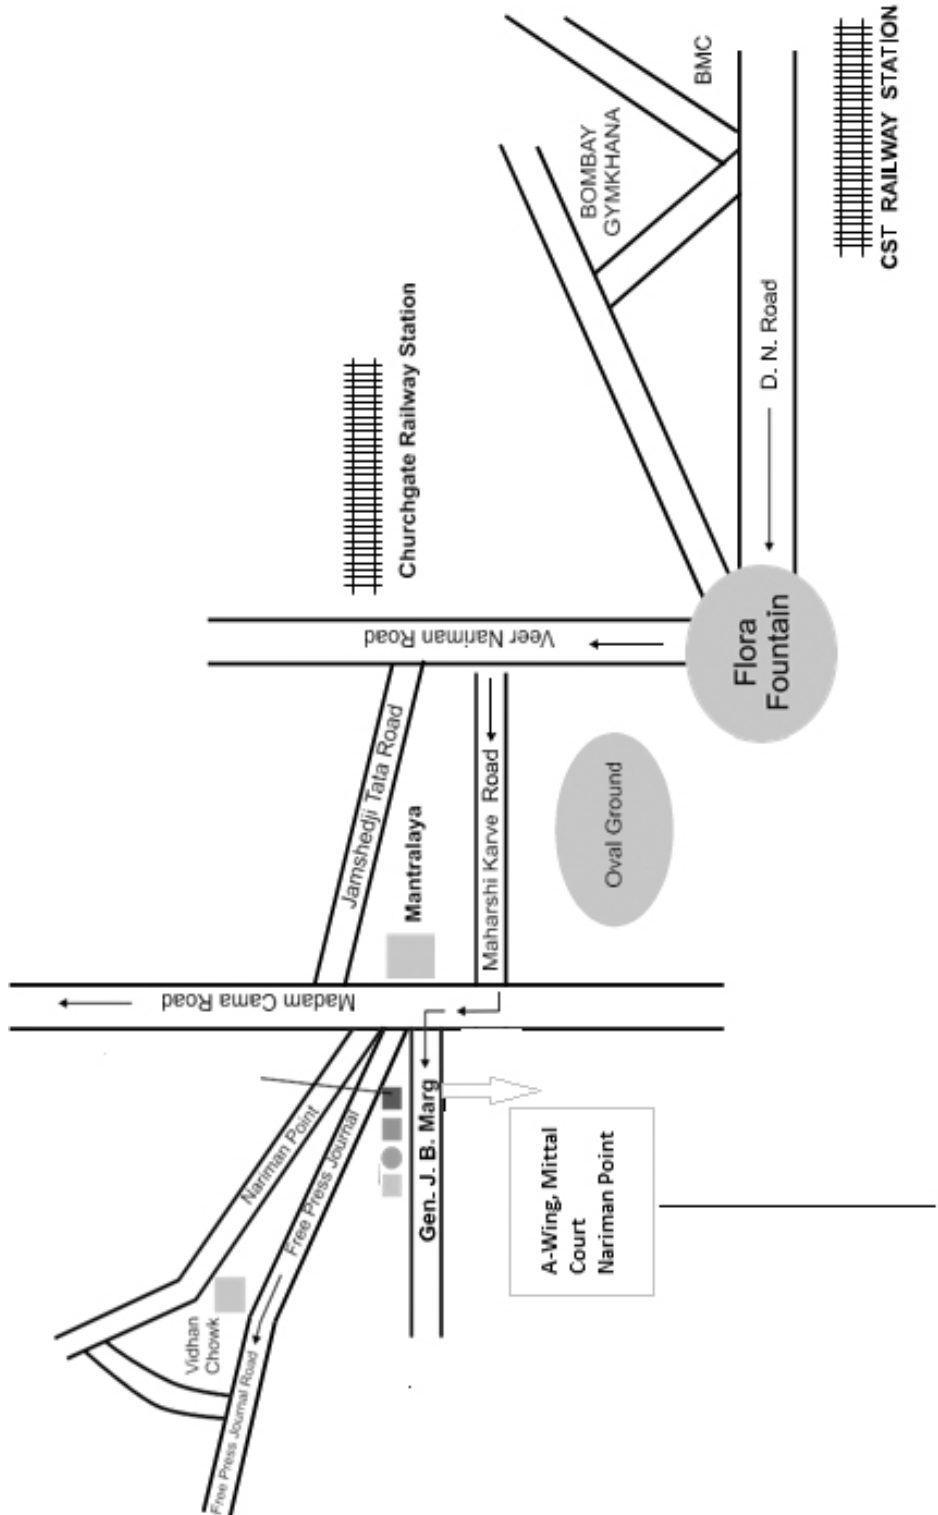 CST RAILWAY STATION
BMC
BOMBAY
GYMKHANA
D. N. Road
Churchgate Railway Station
Veer Nariman Road
Flora
Fountain
Jamshedji Tata Road
Mantralaya
Maharshi Karve Road
Oval Ground
Madam Cama Road
Nariman Point
Free Press Journal
Gen. J. B. Marg
A-Wing, Mittal
Court
Nariman Point
Vidhan
Chowk
Free Press Journal Road